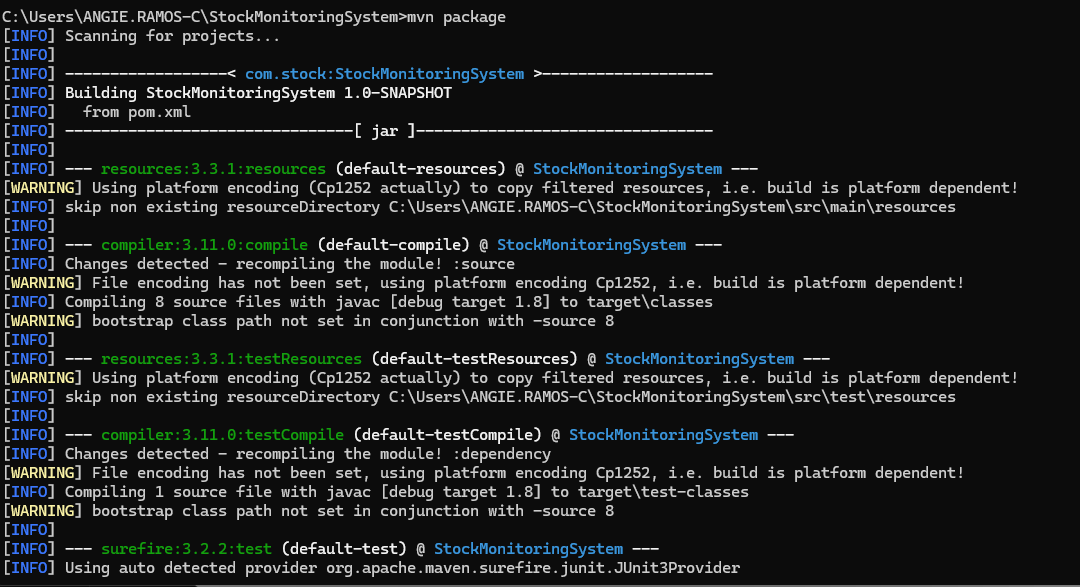 C:\Users\ANGIE.RAMOS-C\StockMonitoringSystem>mvn package
[INFO] Scanning for projects...
[INFO]
[INFO] ------------------< com.stock:StockMonitoringSystem >-------------------
[INFO] Building StockMonitoringSystem 1.0-SNAPSHOT
[INFO]   from pom.xml
[INFO] --------------------------------[ jar ]---------------------------------
[INFO]
[INFO] --- resources:3.3.1:resources (default-resources) @ StockMonitoringSystem ---
[WARNING] Using platform encoding (Cp1252 actually) to copy filtered resources, i.e. build is platform dependent!
[INFO] skip non existing resourceDirectory C:\Users\ANGIE.RAMOS-C\StockMonitoringSystem\src\main\resources
[INFO]
[INFO] --- compiler:3.11.0:compile (default-compile) @ StockMonitoringSystem ---
[INFO] Changes detected - recompiling the module! :source
[WARNING] File encoding has not been set, using platform encoding Cp1252, i.e. build is platform dependent!
[INFO] Compiling 8 source files with javac [debug target 1.8] to target\classes
[WARNING] bootstrap class path not set in conjunction with -source 8
[INFO]
[INFO] --- resources:3.3.1:testResources (default-testResources) @ StockMonitoringSystem ---
[WARNING] Using platform encoding (Cp1252 actually) to copy filtered resources, i.e. build is platform dependent!
[INFO] skip non existing resourceDirectory C:\Users\ANGIE.RAMOS-C\StockMonitoringSystem\src\test\resources
[INFO]
[INFO] --- compiler:3.11.0:testCompile (default-testCompile) @ StockMonitoringSystem ---
[INFO] Changes detected - recompiling the module! :dependency
[WARNING] File encoding has not been set, using platform encoding Cp1252, i.e. build is platform dependent!
[INFO] Compiling 1 source file with javac [debug target 1.8] to target\test-classes
[WARNING] bootstrap class path not set in conjunction with -source 8
[INFO]
[INFO] --- surefire:3.2.2:test (default-test) @ StockMonitoringSystem ---
[INFO] Using auto detected provider org.apache.maven.surefire.junit.JUnit3Provider